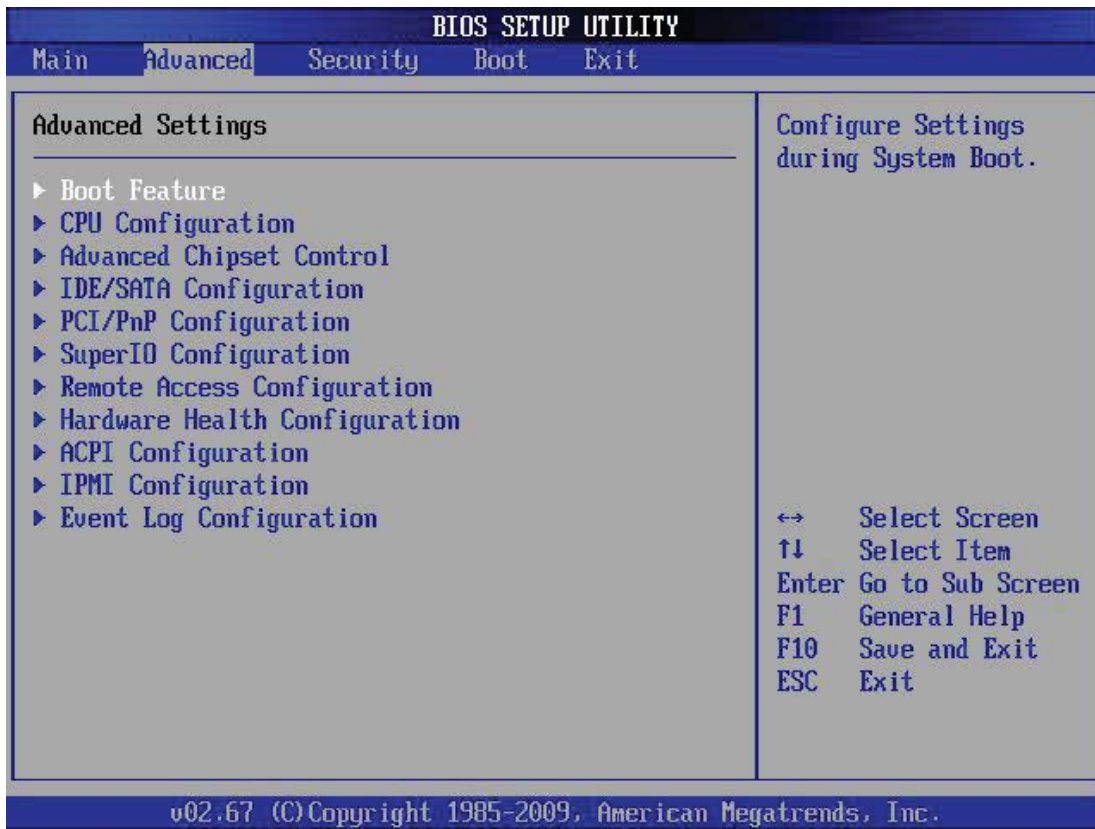 BIOS SETUP UTILITY
Main Advanced Security Boot Exit
Advanced Settings
▶ Boot Feature
▶ CPU Configuration
▶ Advanced Chipset Control
▶ IDE/SATA Configuration
▶ PCI/PnP Configuration
▶ SuperIO Configuration
▶ Remote Access Configuration
▶ Hardware Health Configuration
▶ ACPI Configuration
▶ IPMI Configuration
▶ Event Log Configuration
Configure Settings
during System Boot.
↔ Select Screen
↑↓ Select Item
Enter Go to Sub Screen
F1 General Help
F10 Save and Exit
ESC Exit
v02.67 (C)Copyright 1985-2009, American Megatrends, Inc.